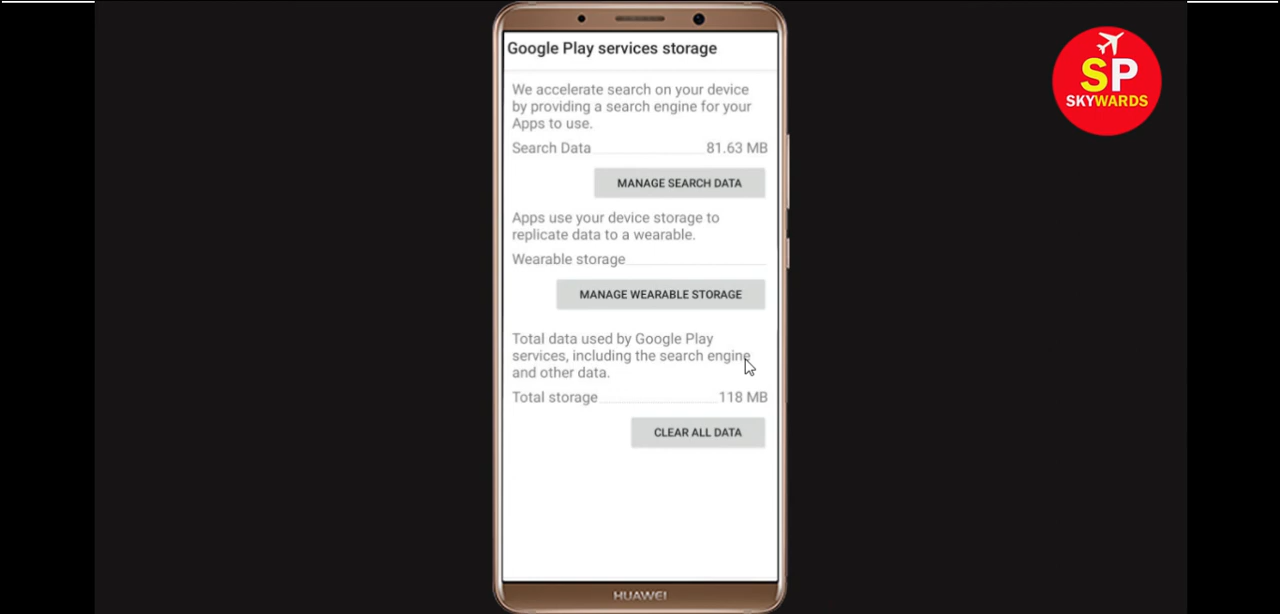 Google Play services storage
We accelerate search on your device
by providing a search engine for your
Apps to use.
Search Data 81.63 MB
MANAGE SEARCH DATA
Apps use your device storage to
replicate data to a wearable.
Wearable storage
MANAGE WEARABLE STORAGE
Total data used by Google Play
services, including the search engine
and other data.
Total storage 118 MB
CLEAR ALL DATA
HUAWEI
SP
SKYWARDS